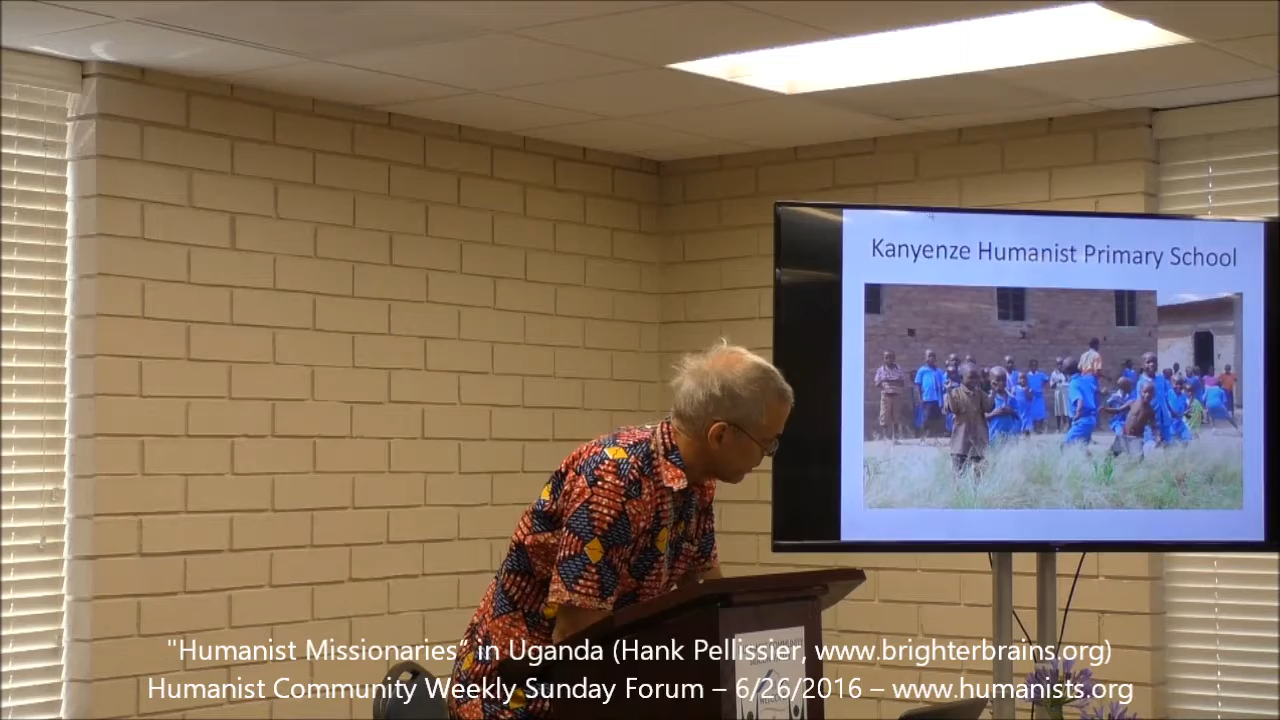 Kanyenze Humanist Primary School
"Humanist Missionaries" in Uganda (Hank Pellissier, www.brighterbrains.org)
Humanist Community Weekly Sunday Forum – 6/26/2016 – www.humanists.org